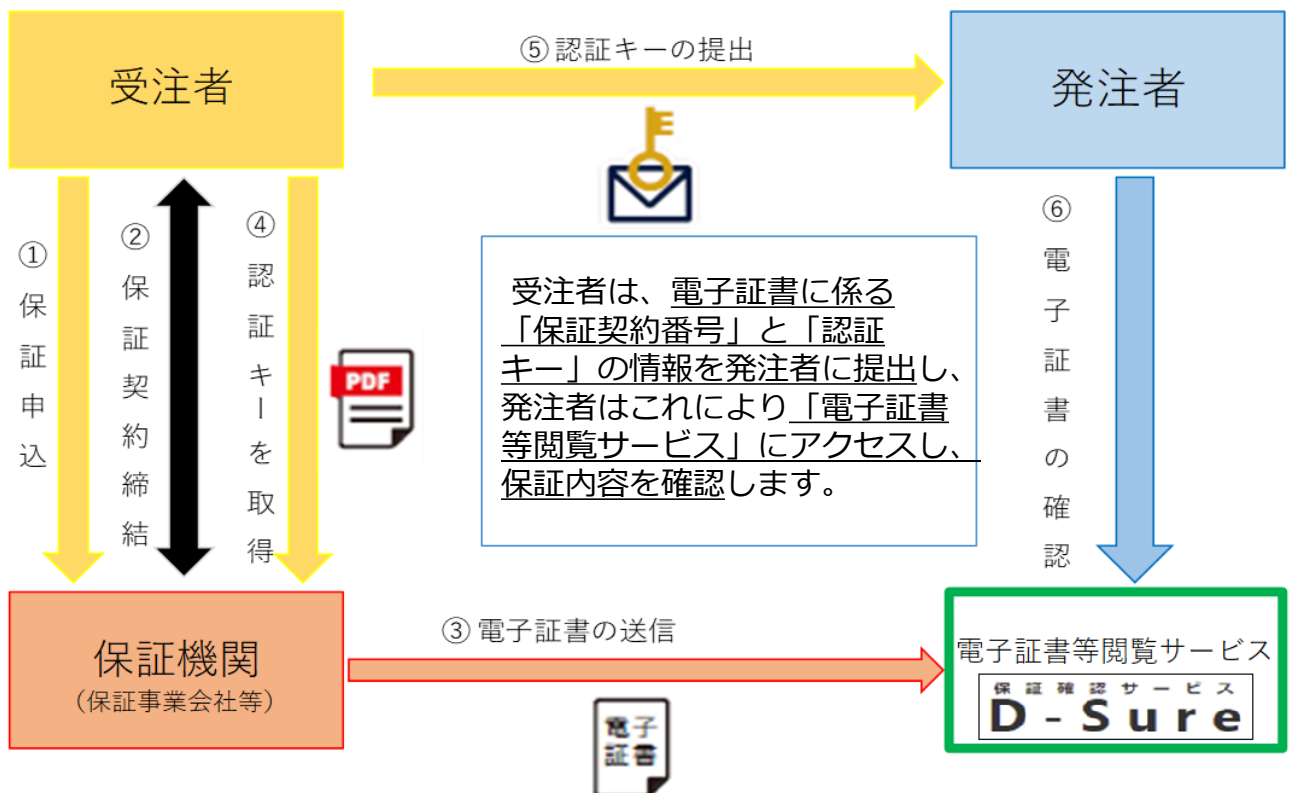 受注者
⑤認証キーの提出
発注者
①保証申込
②保証契約締結
④認証キーを取得
PDF
受注者は、電子証書に係る
「保証契約番号」と「認証
キー」の情報を発注者に提出し、
発注者はこれにより「電子証書
等閲覧サービス」にアクセスし、
保証内容を確認します。
⑥電子証書の確認
保証機関
（保証事業会社等）
③電子証書の送信
電子
証書
電子証書等閲覧サービス
保証確認サービス
D-Sure